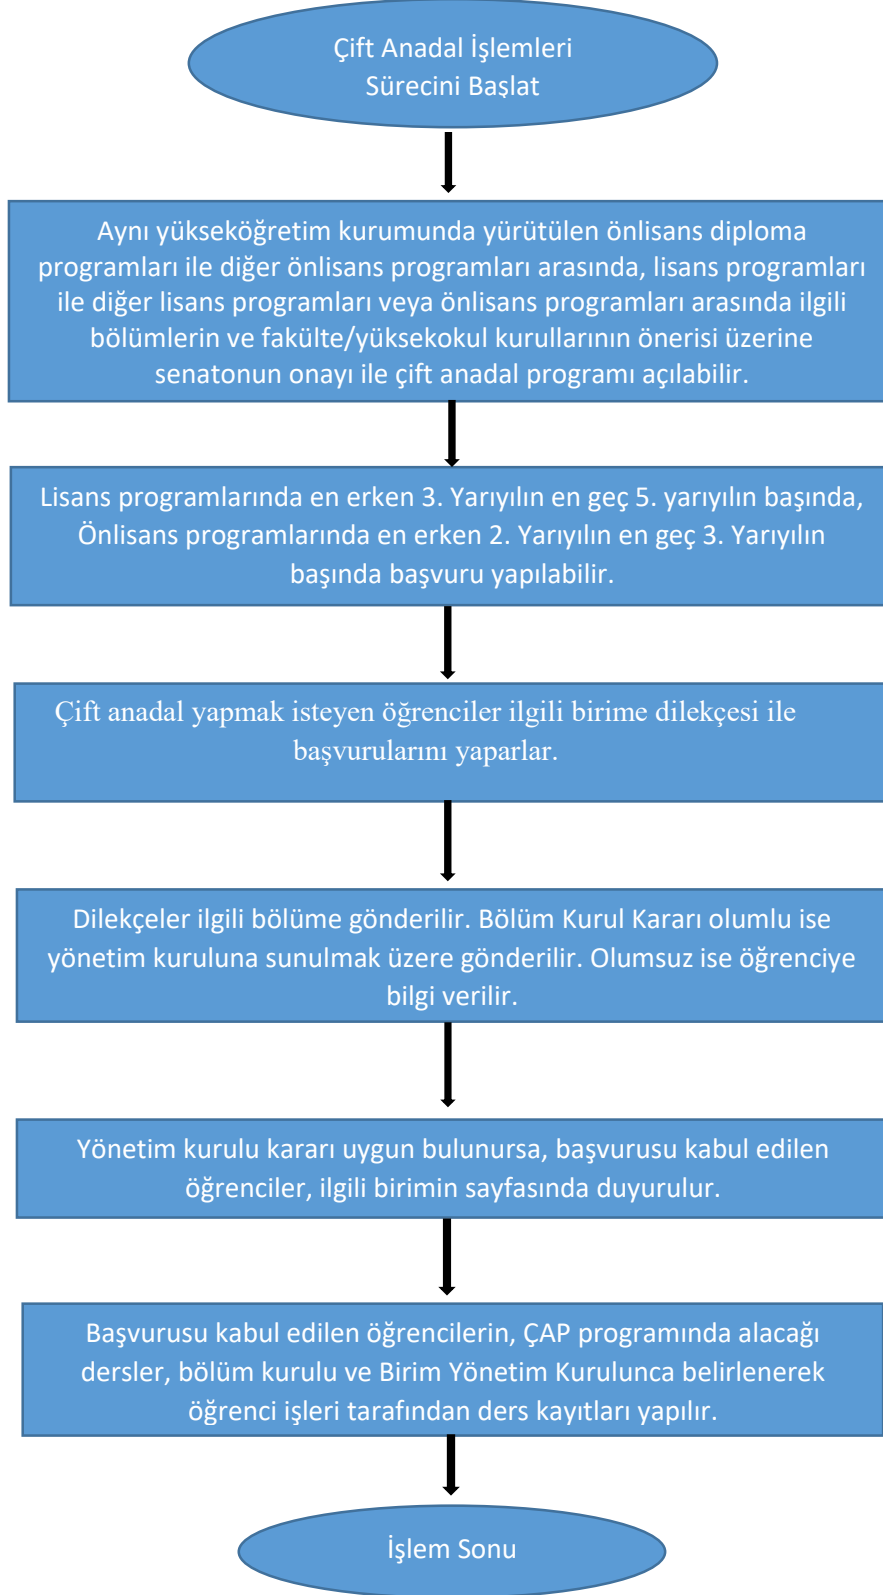 Çift Anadal İşlemleri
Sürecini Başlat
Aynı yükseköğretim kurumunda yürütülen önlisans diploma
programları ile diğer önlisans programları arasında, lisans programları
ile diğer lisans programları veya önlisans programları arasında ilgili
bölümlerin ve fakülte/yüksekokul kurullarının önerisi üzerine
senatonun onayı ile çift anadal programı açılabilir.
Lisans programlarında en erken 3. Yarıyılın en geç 5. yarıyılın başında,
Önlisans programlarında en erken 2. Yarıyılın en geç 3. Yarıyılın
başında başvuru yapılabilir.
Çift anadal yapmak isteyen öğrenciler ilgili birime dilekçesi ile
başvurularını yaparlar.
Dilekçeler ilgili bölüme gönderilir. Bölüm Kurul Kararı olumlu ise
yönetim kuruluna sunulmak üzere gönderilir. Olumsuz ise öğrenciye
bilgi verilir.
Yönetim kurulu kararı uygun bulunursa, başvurusu kabul edilen
öğrenciler, ilgili birimin sayfasında duyurulur.
Başvurusu kabul edilen öğrencilerin, ÇAP programında alacağı
dersler, bölüm kurulu ve Birim Yönetim Kurulunca belirlenerek
öğrenci işleri tarafından ders kayıtları yapılır.
İşlem Sonu